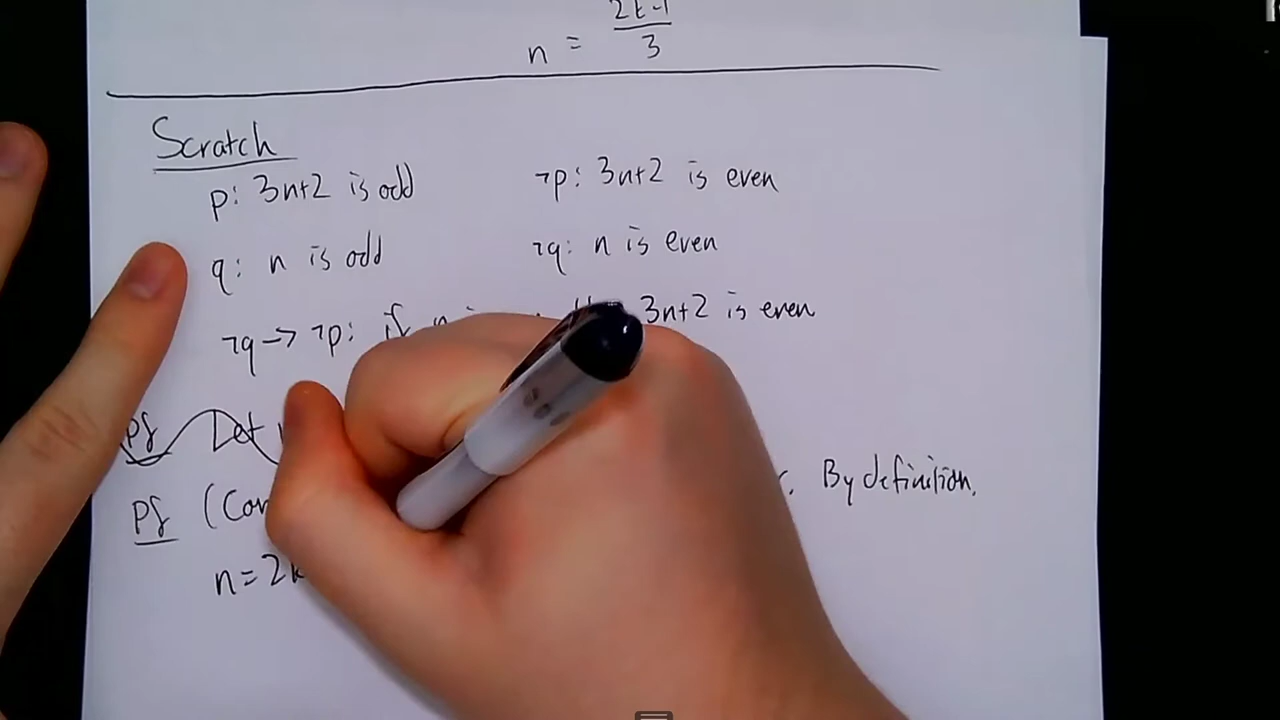 n = 2k-1 / 3
Scratch
p: 3n+2 is odd ¬p: 3n+2 is even
q: n is odd ¬q: n is even
¬q → ¬p: if n 3n+2 is even
Pf Let
Pf By definition,
n = 2k